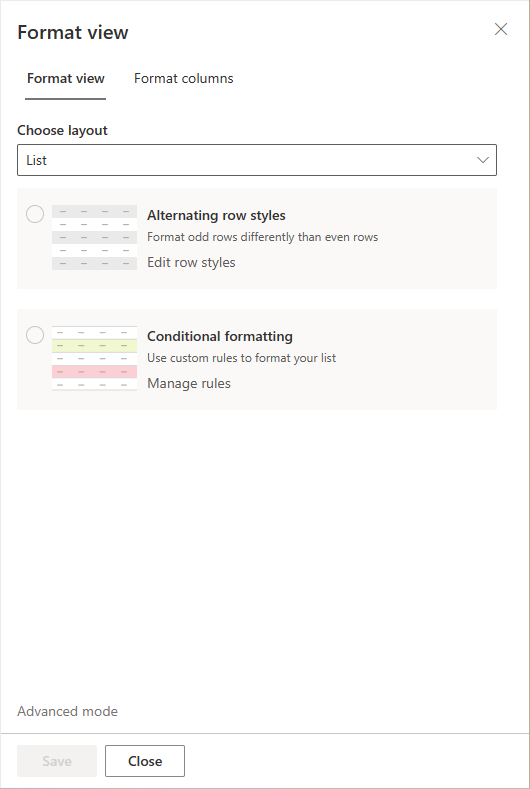 Format view
Format view Format columns
Choose layout
List
Alternating row styles
Format odd rows differently than even rows
Edit row styles
Conditional formatting
Use custom rules to format your list
Manage rules
Advanced mode
Save Close